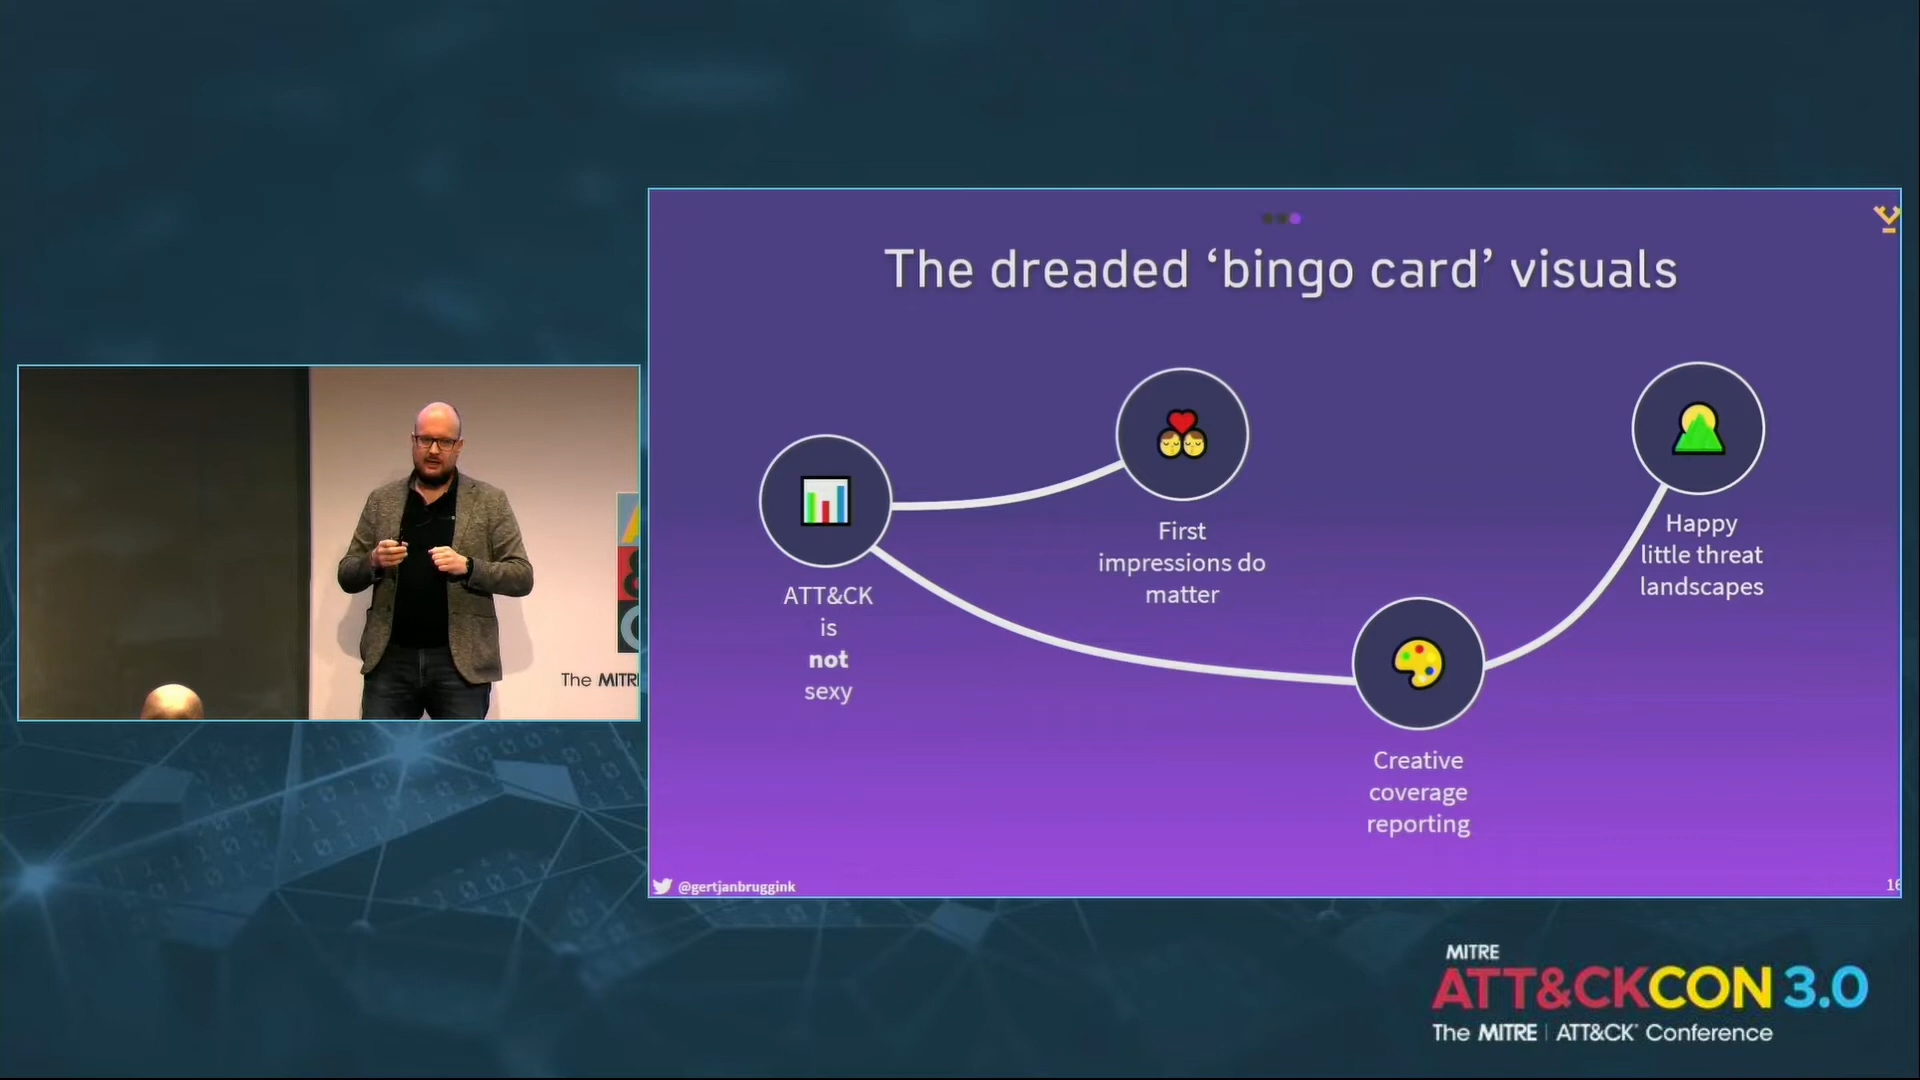 The dreaded ‘bingo card’ visuals
ATT&CK
is
not
sexy
First
impressions do
matter
Creative
coverage
reporting
Happy
little threat
landscapes
@gertjanbruggink
16
The MITRE
MITRE
ATT&CKCON 3.0
The MITRE | ATT&CK® Conference